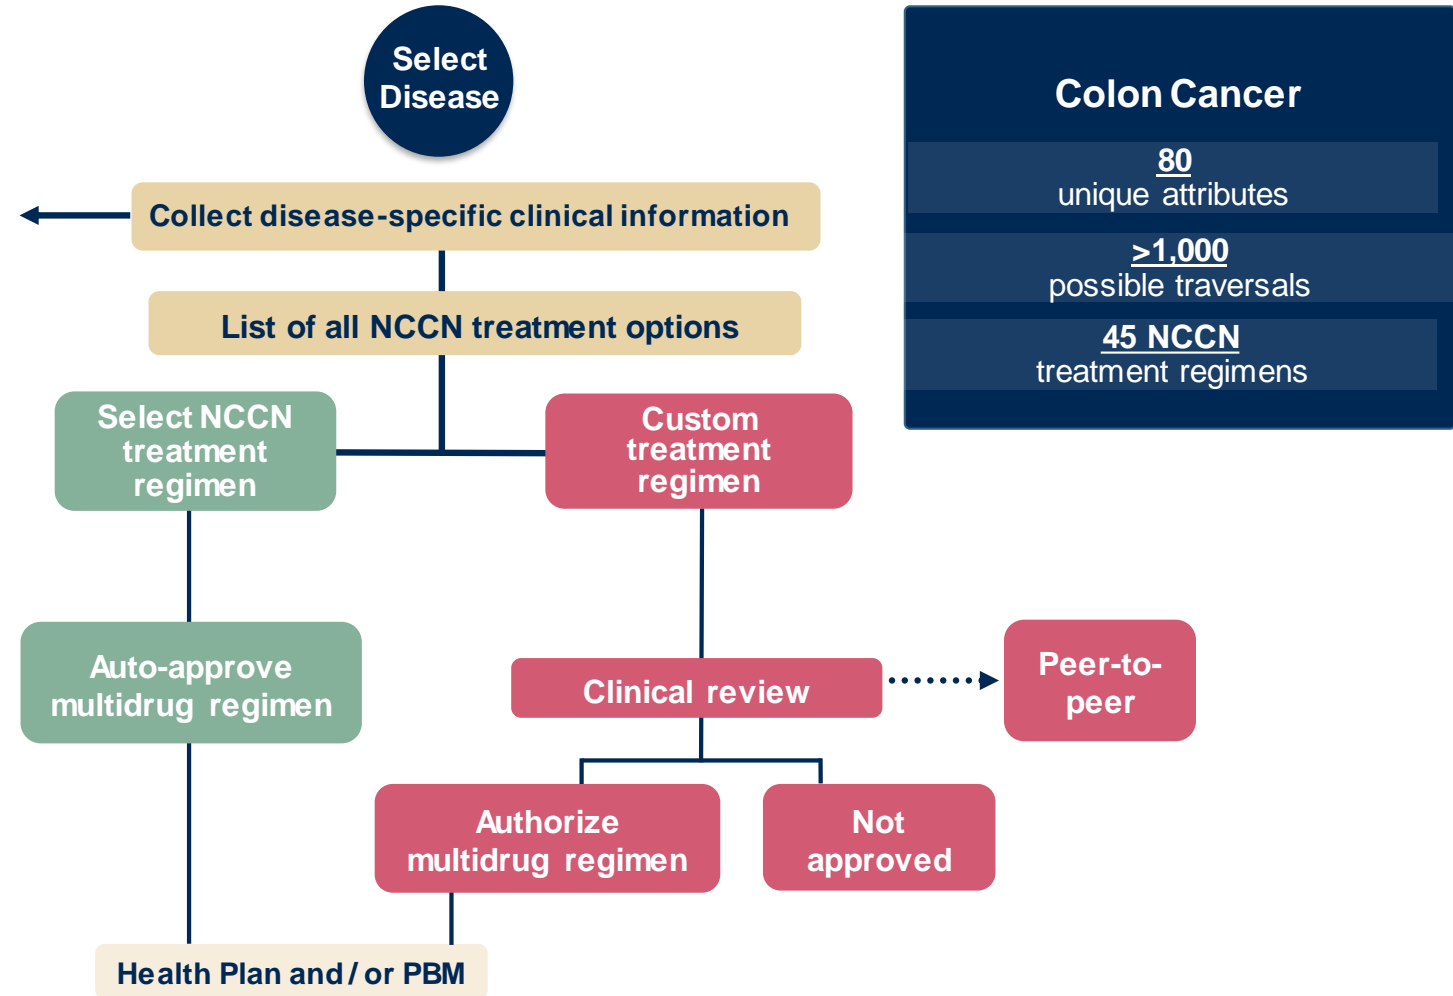 Select
Disease
Collect disease-specific clinical information
List of all NCCN treatment options
Select NCCN
treatment
regimen
Custom
treatment
regimen
Auto-approve
multidrug regimen
Clinical review
Peer-to-
peer
Authorize
multidrug regimen
Not
approved
Health Plan and / or PBM
Colon Cancer
80
unique attributes
>1,000
possible traversals
45 NCCN
treatment regimens